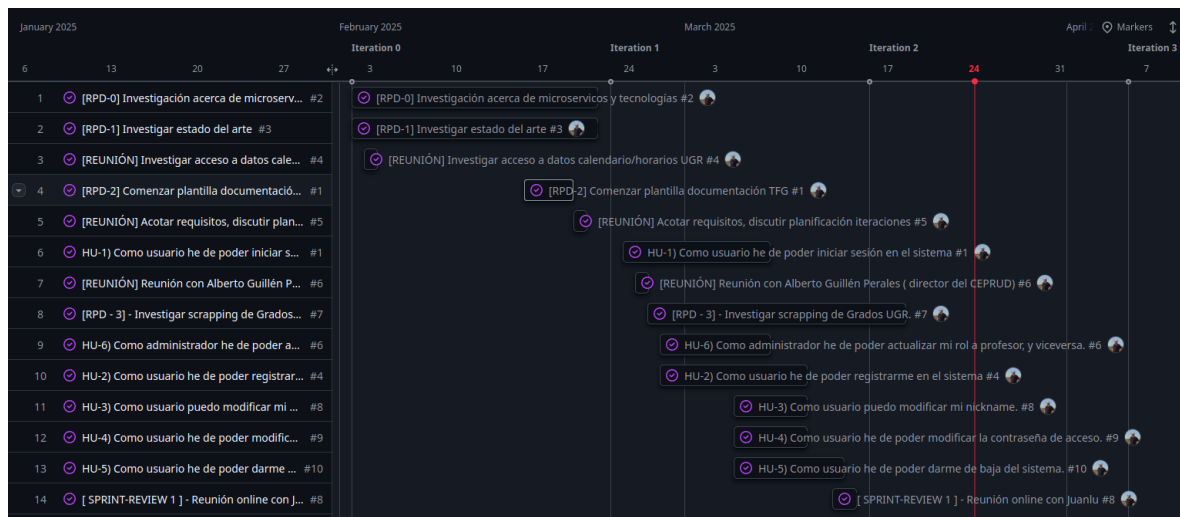 January 2025 February 2025 March 2025 April Markers
Iteration 0 Iteration 1 Iteration 2 Iteration 3
6 13 20 27 3 10 17 24 3 10 17 24 31 7
1 [RPD-0] Investigación acerca de microserv... #2 [RPD-0] Investigación acerca de microservicos y tecnologías #2
2 [RPD-1] Investigar estado del arte #3 [RPD-1] Investigar estado del arte #3
3 [REUNIÓN] Investigar acceso a datos cale... #4 [REUNIÓN] Investigar acceso a datos calendario/horarios UGR #4
4 [RPD-2] Comenzar plantilla documentació... #1 [RPD-2] Comenzar plantilla documentación TFG #1
5 [REUNIÓN] Acotar requisitos, discutir plan... #5 [REUNIÓN] Acotar requisitos, discutir planificación iteraciones #5
6 HU-1) Como usuario he de poder iniciar s... #1 HU-1) Como usuario he de poder iniciar sesión en el sistema #1
7 [REUNIÓN] Reunión con Alberto Guillén P... #6 [REUNIÓN] Reunión con Alberto Guillén Perales ( director del CEPRUD) #6
8 [RPD - 3] - Investigar scrapping de Grados... #7 [RPD - 3] - Investigar scrapping de Grados UGR. #7
9 HU-6) Como administrador he de poder a... #6 HU-6) Como administrador he de poder actualizar mi rol a profesor, y viceversa. #6
10 HU-2) Como usuario he de poder registrar... #4 HU-2) Como usuario he de poder registrarme en el sistema #4
11 HU-3) Como usuario puedo modificar mi ... #8 HU-3) Como usuario puedo modificar mi nickname. #8
12 HU-4) Como usuario he de poder modific... #9 HU-4) Como usuario he de poder modificar la contraseña de acceso. #9
13 HU-5) Como usuario he de poder darme ... #10 HU-5) Como usuario he de poder darme de baja del sistema. #10
14 [ SPRINT-REVIEW 1 ] - Reunión online con J... #8 [ SPRINT-REVIEW 1 ] - Reunión online con Juanlu #8